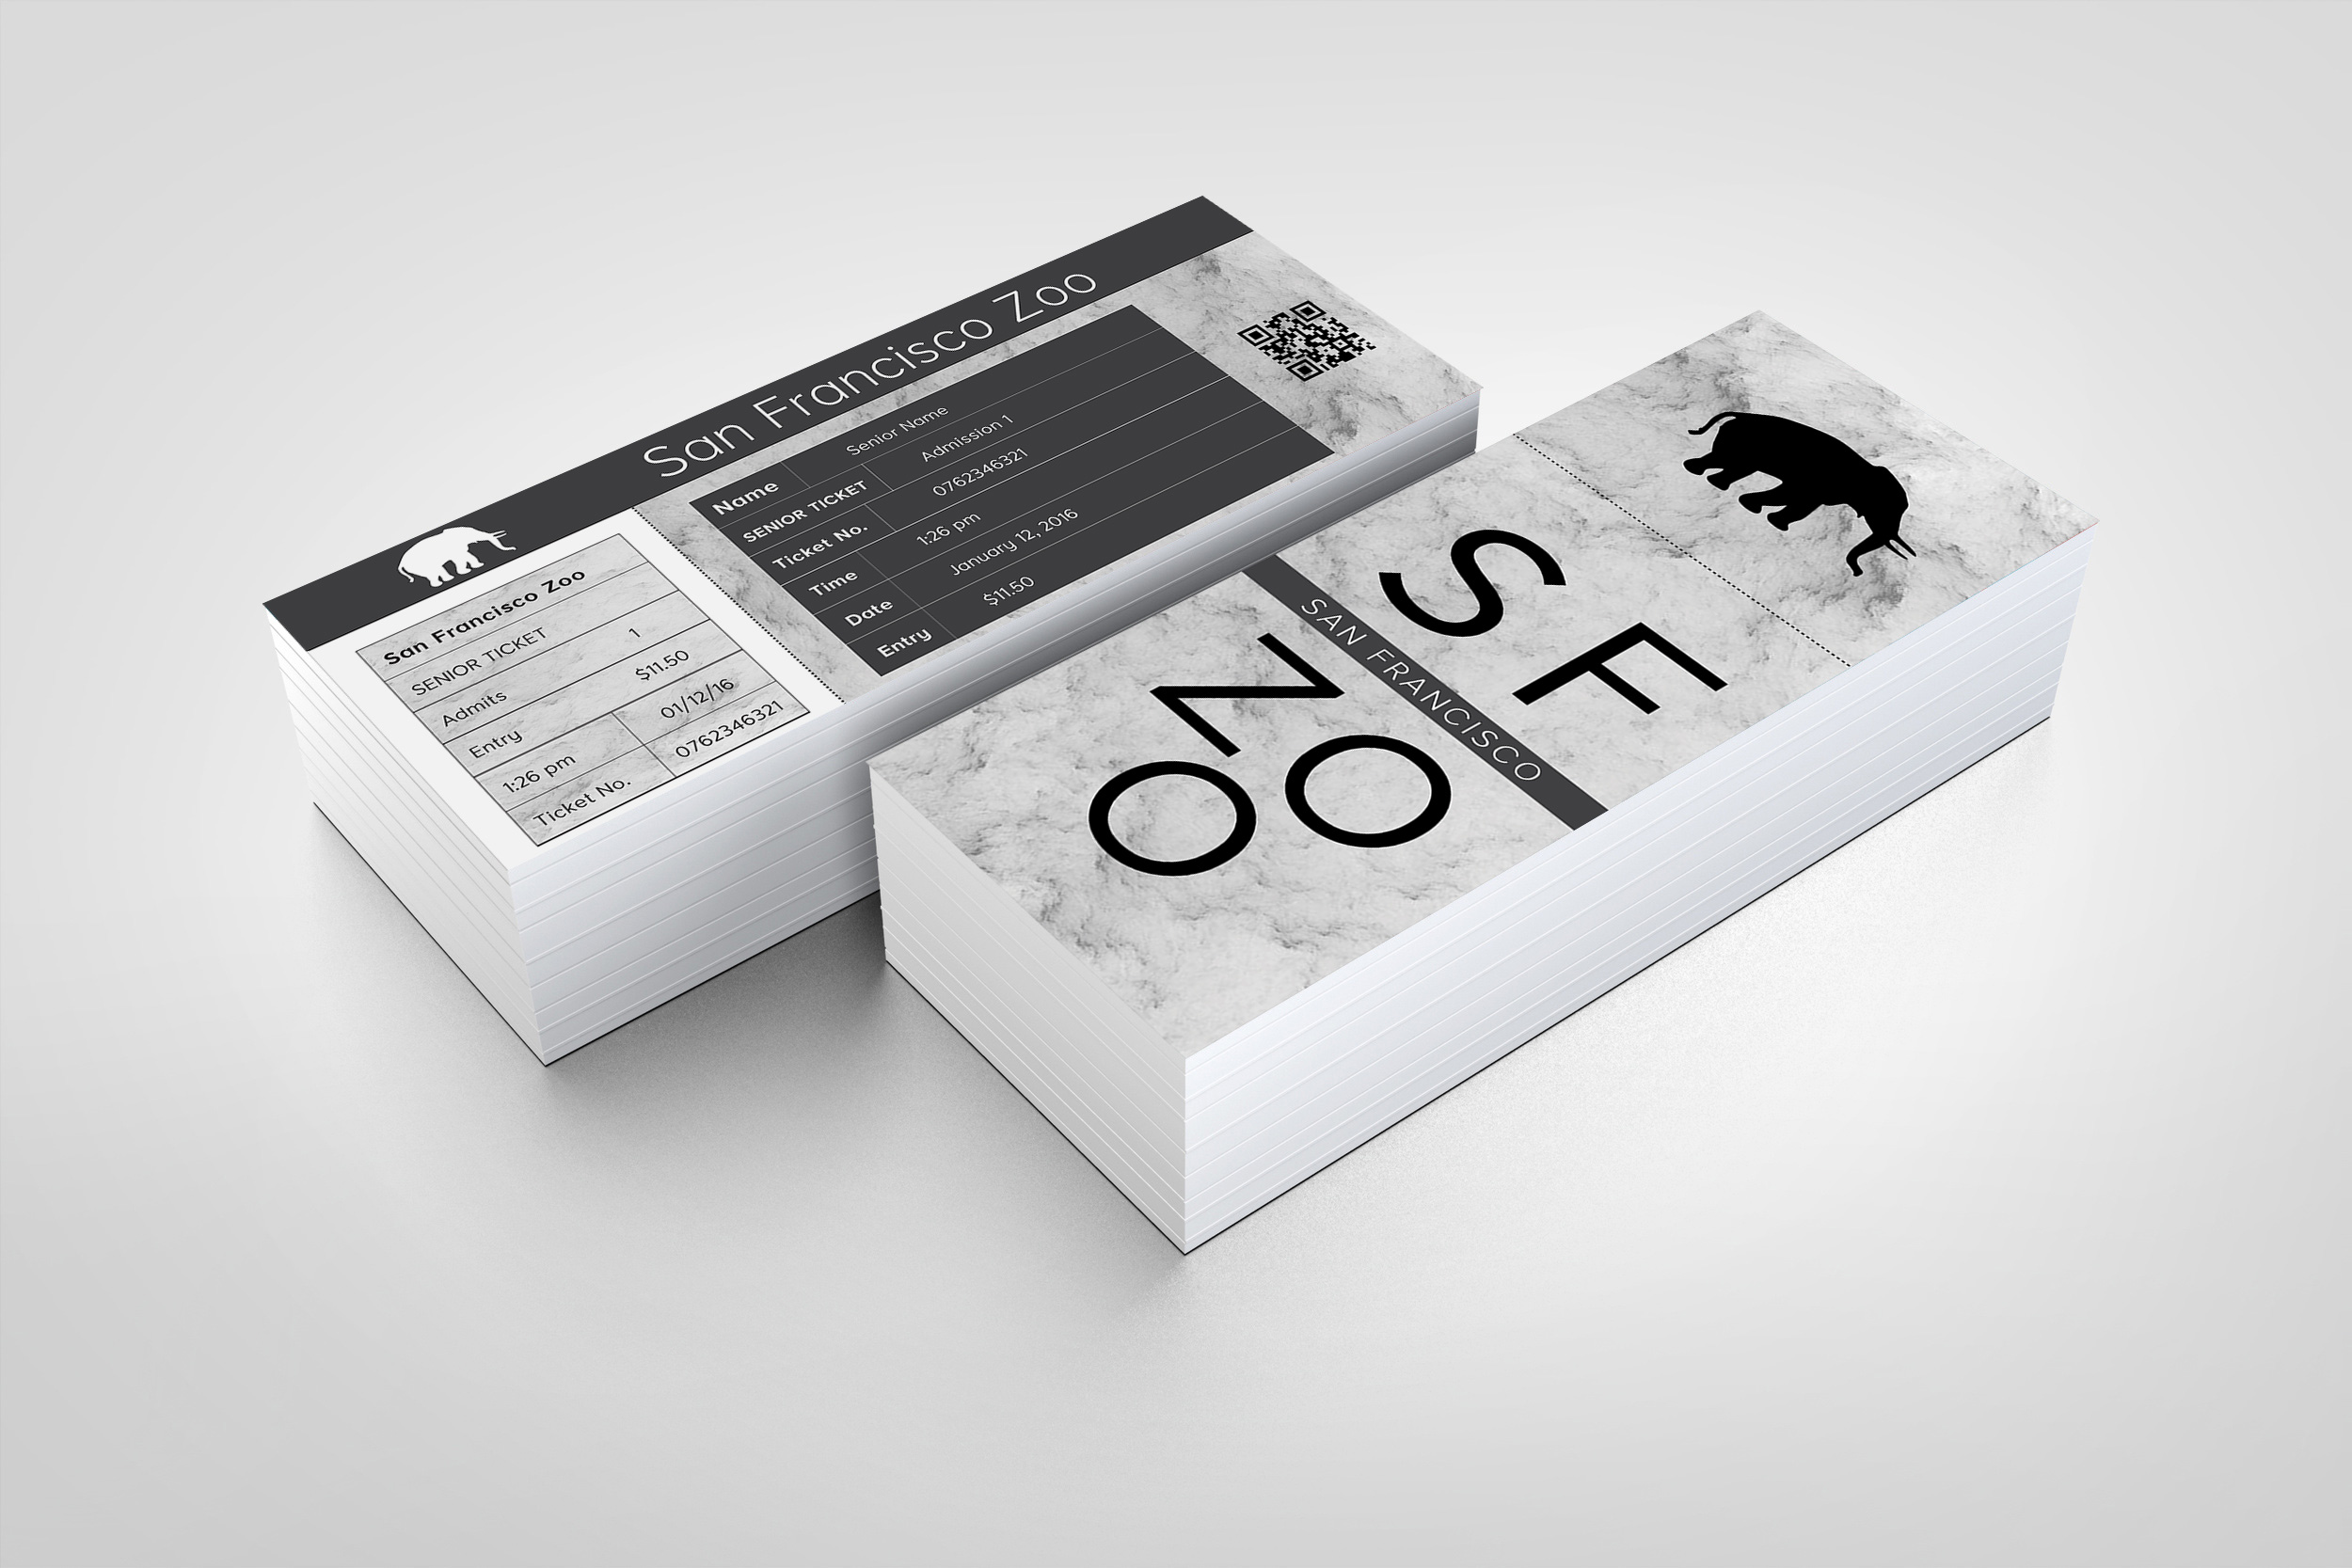 San Francisco Zoo
Name Senior Name
SENIOR TICKET Admission 1
Ticket No. 0762346321
Time 1:26 pm
Date January 12, 2016
Entry $11.50
San Francisco Zoo
SENIOR TICKET
Admits 1
Entry $11.50
1:26 pm 01/12/16
Ticket No. 0762346321
S F
SAN FRANCISCO
Z O
O